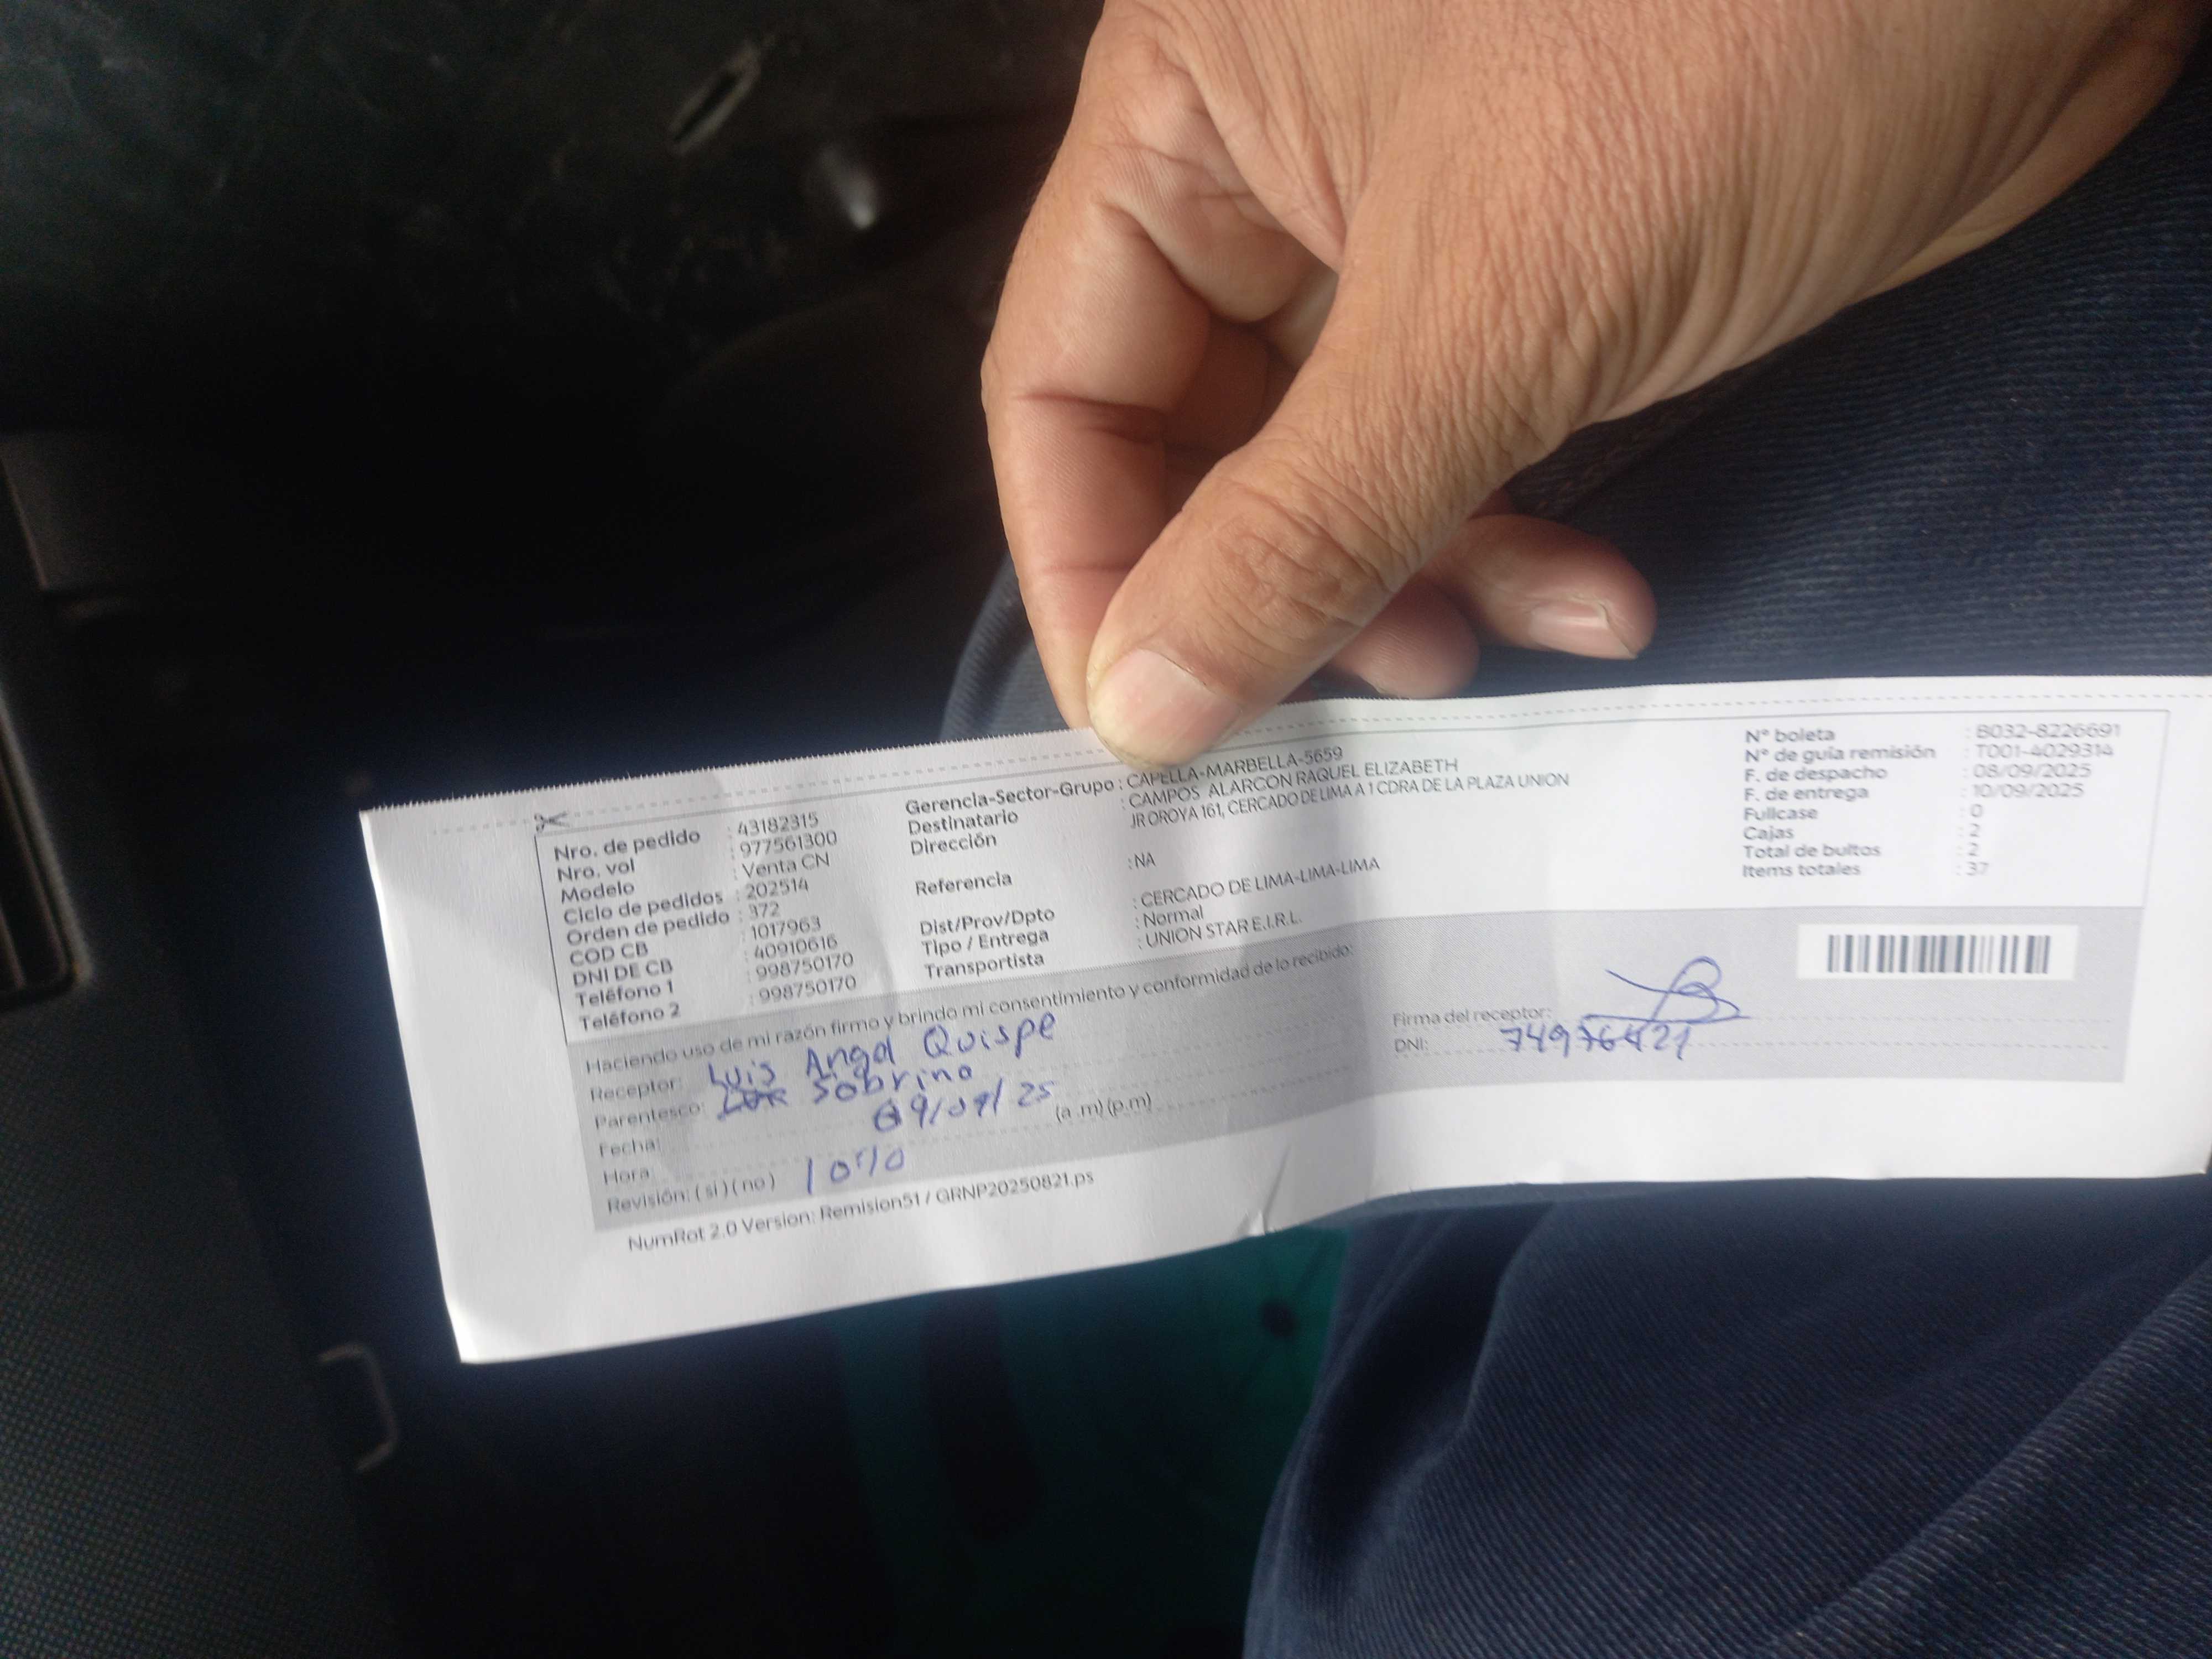 Nro. de pedido : 43182315
Nro. vol : 977561300
Modelo : Venta CN
Ciclo de pedidos : 202514
Orden de pedido : 372
COD CB : 1017963
DNI DE CB : 40910616
Teléfono 1 : 998750170
Teléfono 2 : 998750170
Gerencia-Sector-Grupo : CAPELLA-MARBELLA-5659
Destinatario : CAMPOS ALARCON RAQUEL ELIZABETH
Dirección JR OROYA 161, CERCADO DE LIMA A 1 CDRA DE LA PLAZA UNION
Referencia : NA
Dist/Prov/Dpto : CERCADO DE LIMA-LIMA-LIMA
Tipo / Entrega : Normal
Transportista : UNION STAR E.I.R.L.
N° boleta : B032-8226691
N° de guía remisión : T001-4029314
F. de despacho : 08/09/2025
F. de entrega : 10/09/2025
Fullcase : 0
Cajas : 2
Total de bultos : 2
Items totales : 37
Haciendo uso de mi razón firmo y brindo mi consentimiento y conformidad de lo recibido:
Receptor: Luis Angel Quispe
Parentesco: Sobrino
Fecha: 09/09/25
Hora: (a.m) (p.m)
Revisión: ( si ) ( no ) 10:10
Firma del receptor:
DNI: 74976421
NumRot 2.0 Version: Remision51 / GRNP20250821.ps